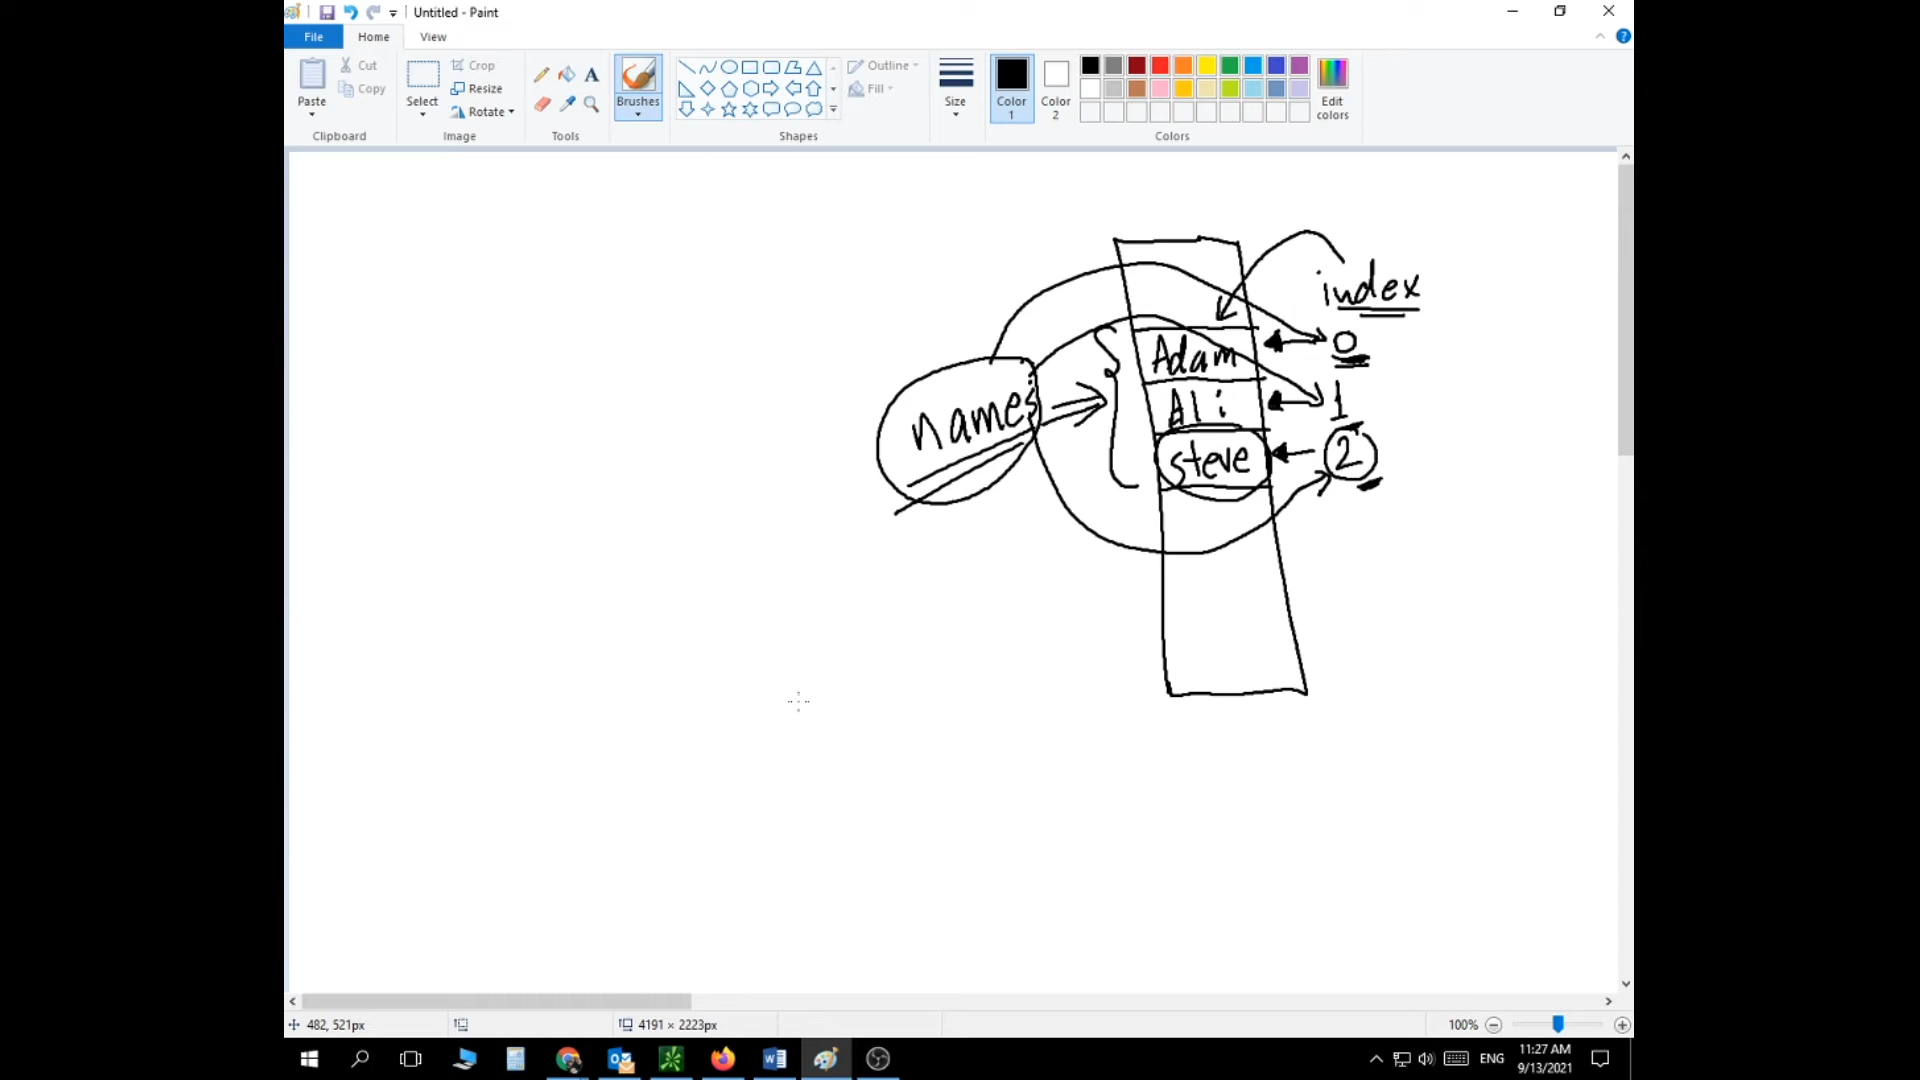 Untitled - Paint
File Home View
Paste
Cut
Copy
Clipboard
Select
Crop
Resize
Rotate
Image
Tools
Brushes
Outline
Fill
Shapes
Size
Color 1
Color 2
Edit colors
Colors
index
Adam 0
names Ali 1
steve 2
482, 521px
4191 × 2223px
100%
ENG
11:27 AM
9/13/2021